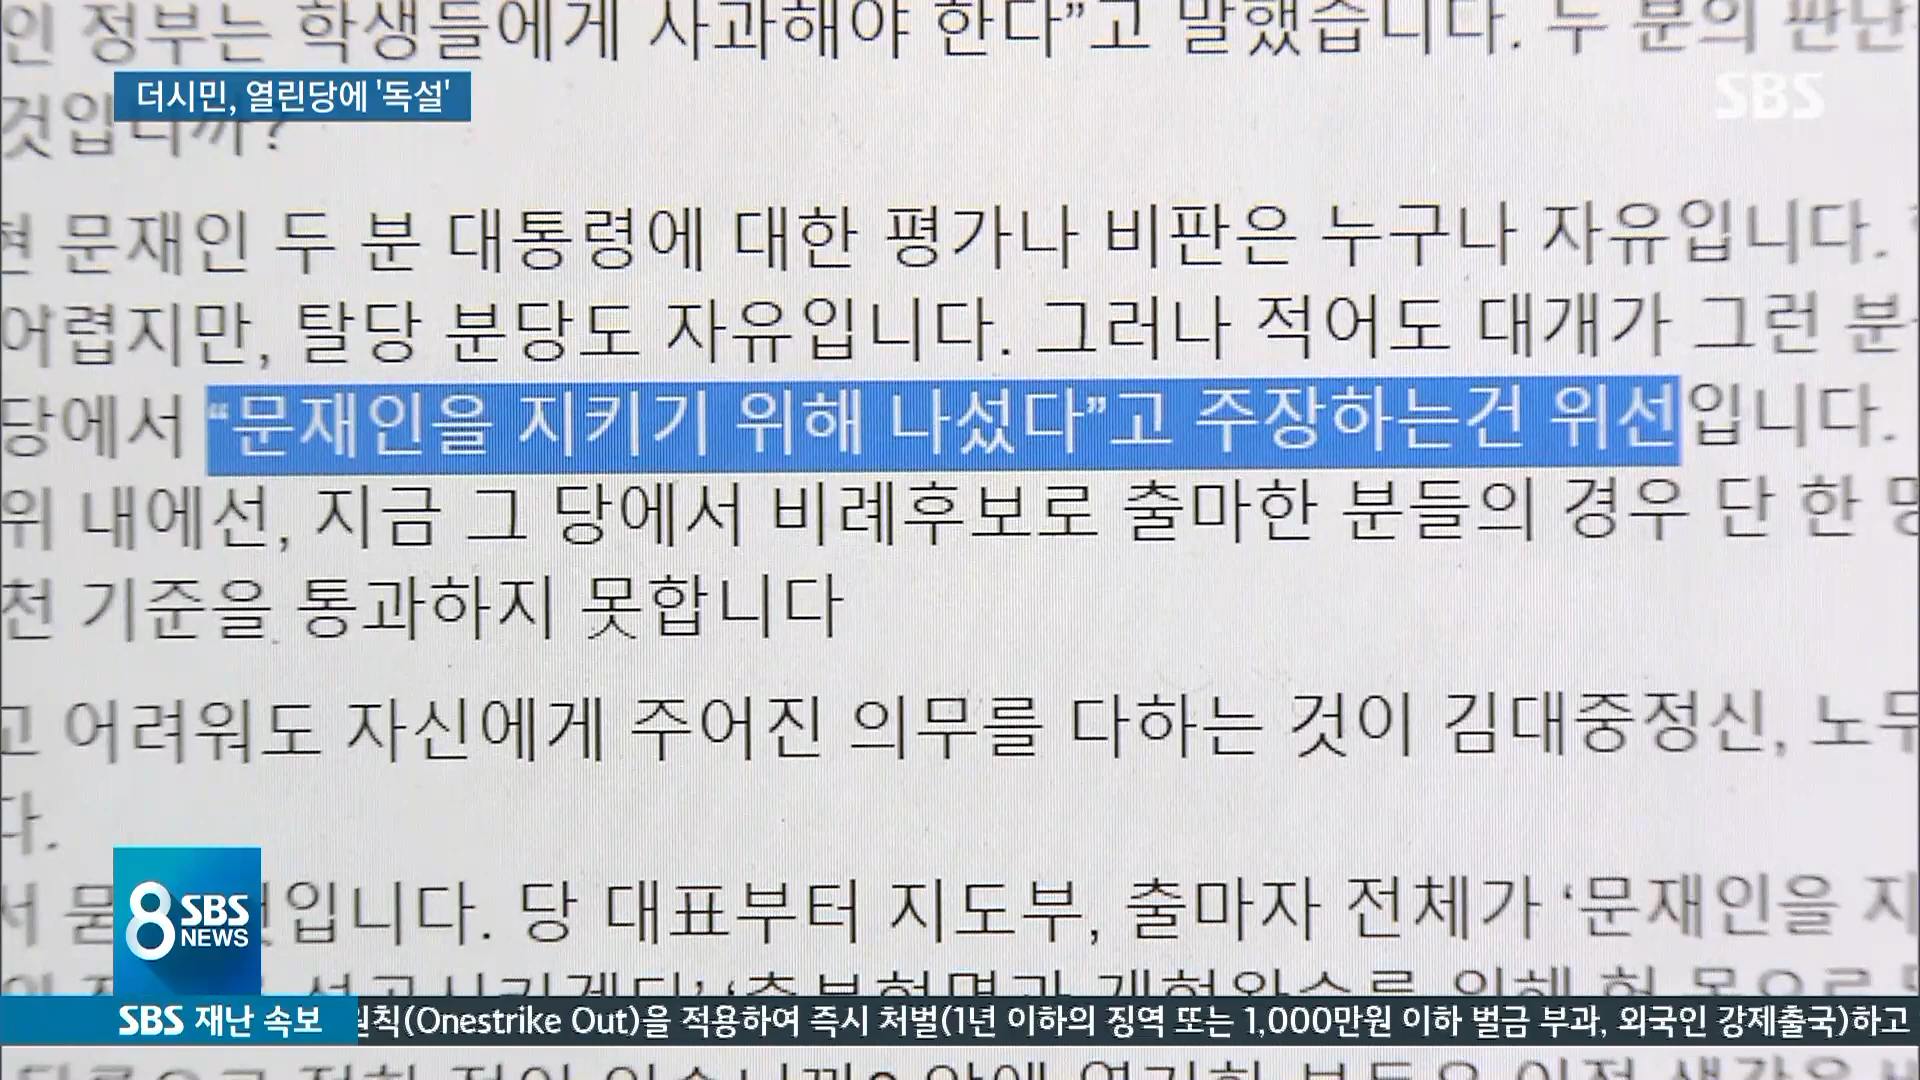 인 정부는 학생들에게 사과해야 한다”고 말했습니다. 두 분의 판단
더시민, 열린당에 '독설'
SBS
것입니까?
현 문재인 두 분 대통령에 대한 평가나 비판은 누구나 자유입니다.
어렵지만, 탈당 분당도 자유입니다. 그러나 적어도 대개가 그런 분
당에서 “문재인을 지키기 위해 나섰다”고 주장하는건 위선입니다.
위 내에선, 지금 그 당에서 비례후보로 출마한 분들의 경우 단 한
천 기준을 통과하지 못합니다
고 어려워도 자신에게 주어진 의무를 다하는 것이 김대중정신, 노무
다.
서 묻 것입니다. 당 대표부터 지도부, 출마자 전체가 ‘문재인을 지
8 SBS NEWS
SBS 재난 속보 원칙(Onestrike Out)을 적용하여 즉시 처벌(1년 이하의 징역 또는 1,000만원 이하 벌금 부과, 외국인 강제출국)하고